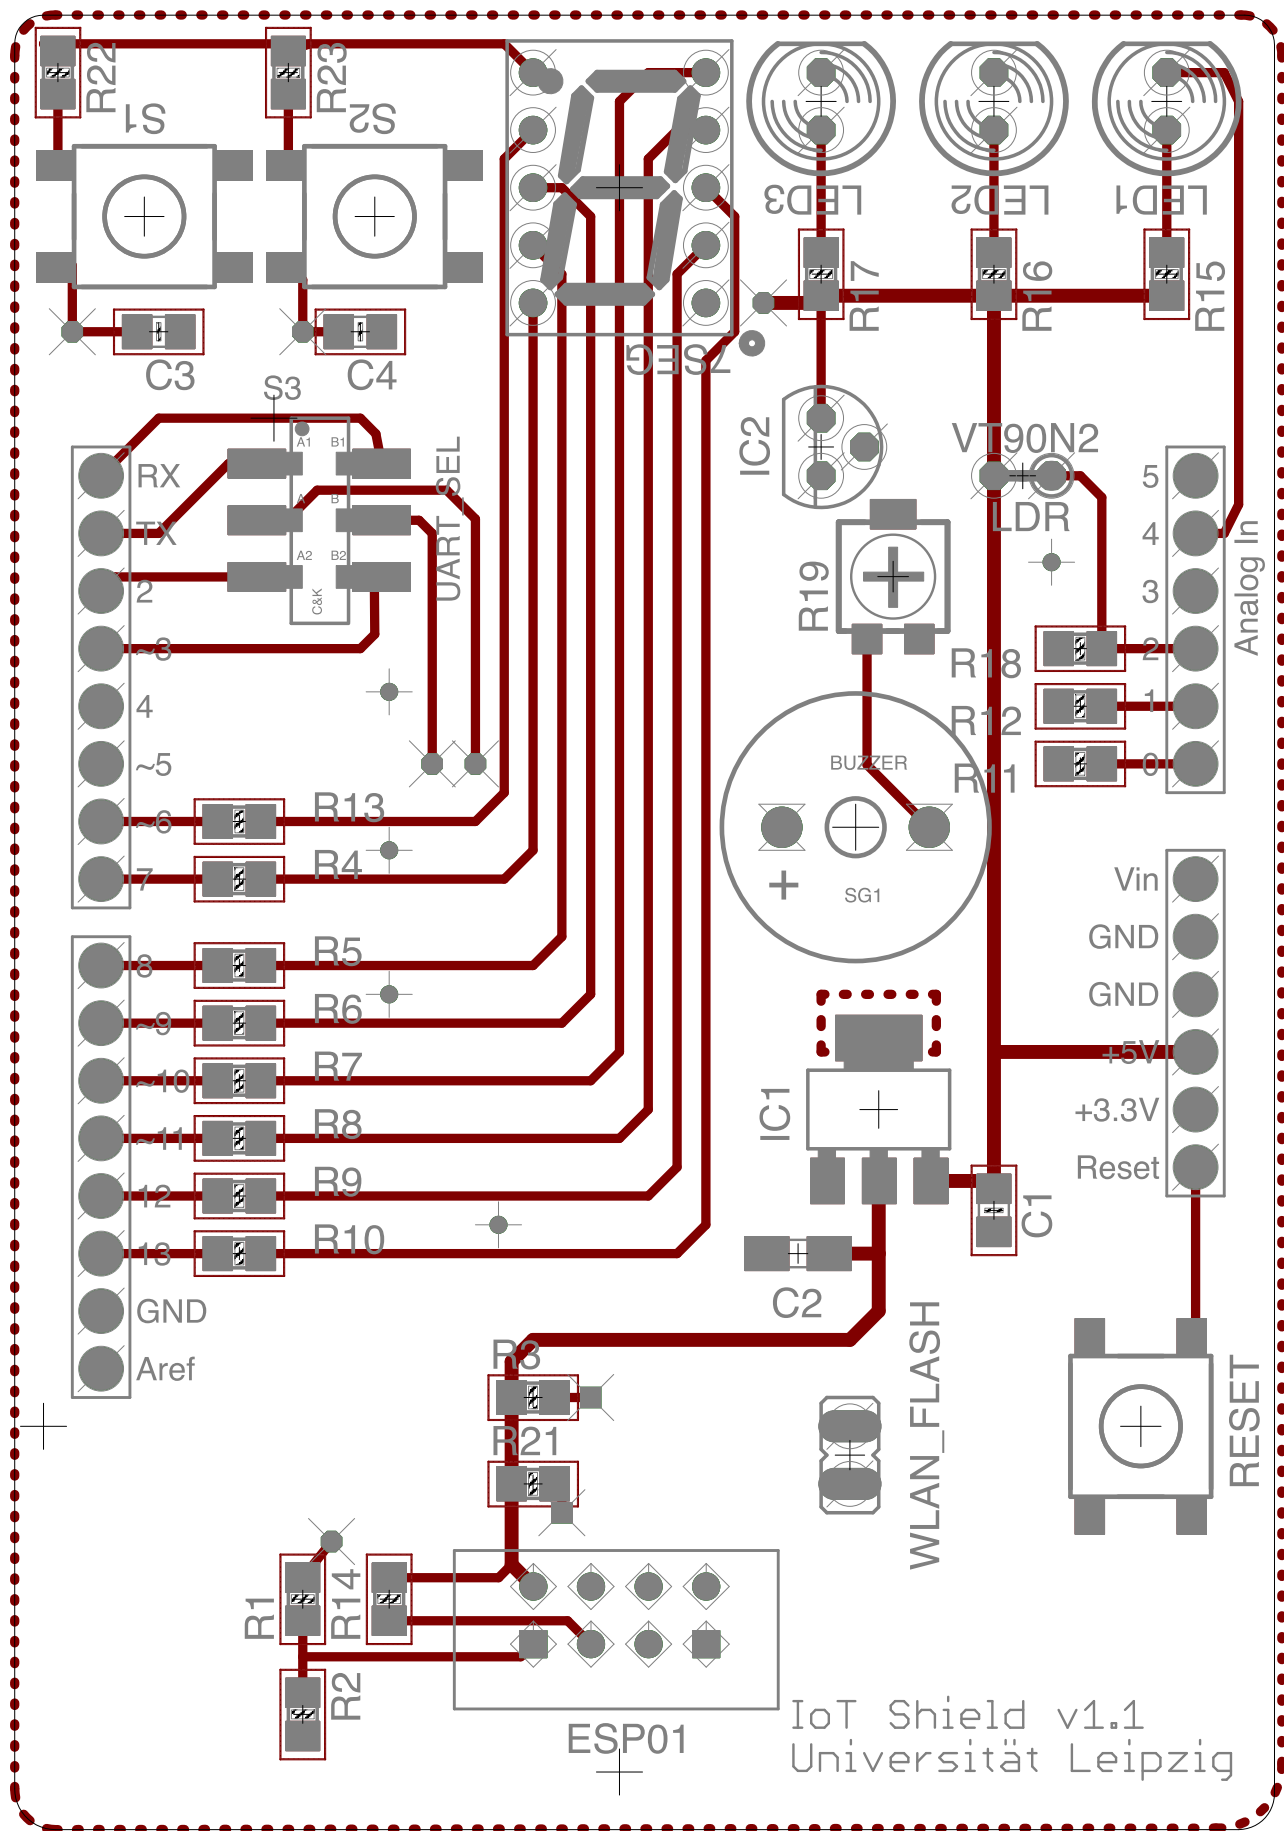 R22
R23
S1
S2
LED3
LED2
LED1
R17
R16
R15
C3
C4
7SEG
S3
A1
B1
A
B
A2
B2
C&K
UART_SEL
RX
TX
2
~3
4
~5
~6
7
IC2
VT90N2
LDR
R19
5
4
3
2
1
0
Analog In
R18
R12
R11
BUZZER
+
SG1
R13
R4
8
~9
~10
~11
12
13
GND
Aref
R5
R6
R7
R8
R9
R10
Vin
GND
GND
+5V
+3.3V
Reset
IC1
C1
C2
R3
R21
WLAN_FLASH
RESET
R1
R14
R2
ESP01
IoT Shield v1.1
Universität Leipzig